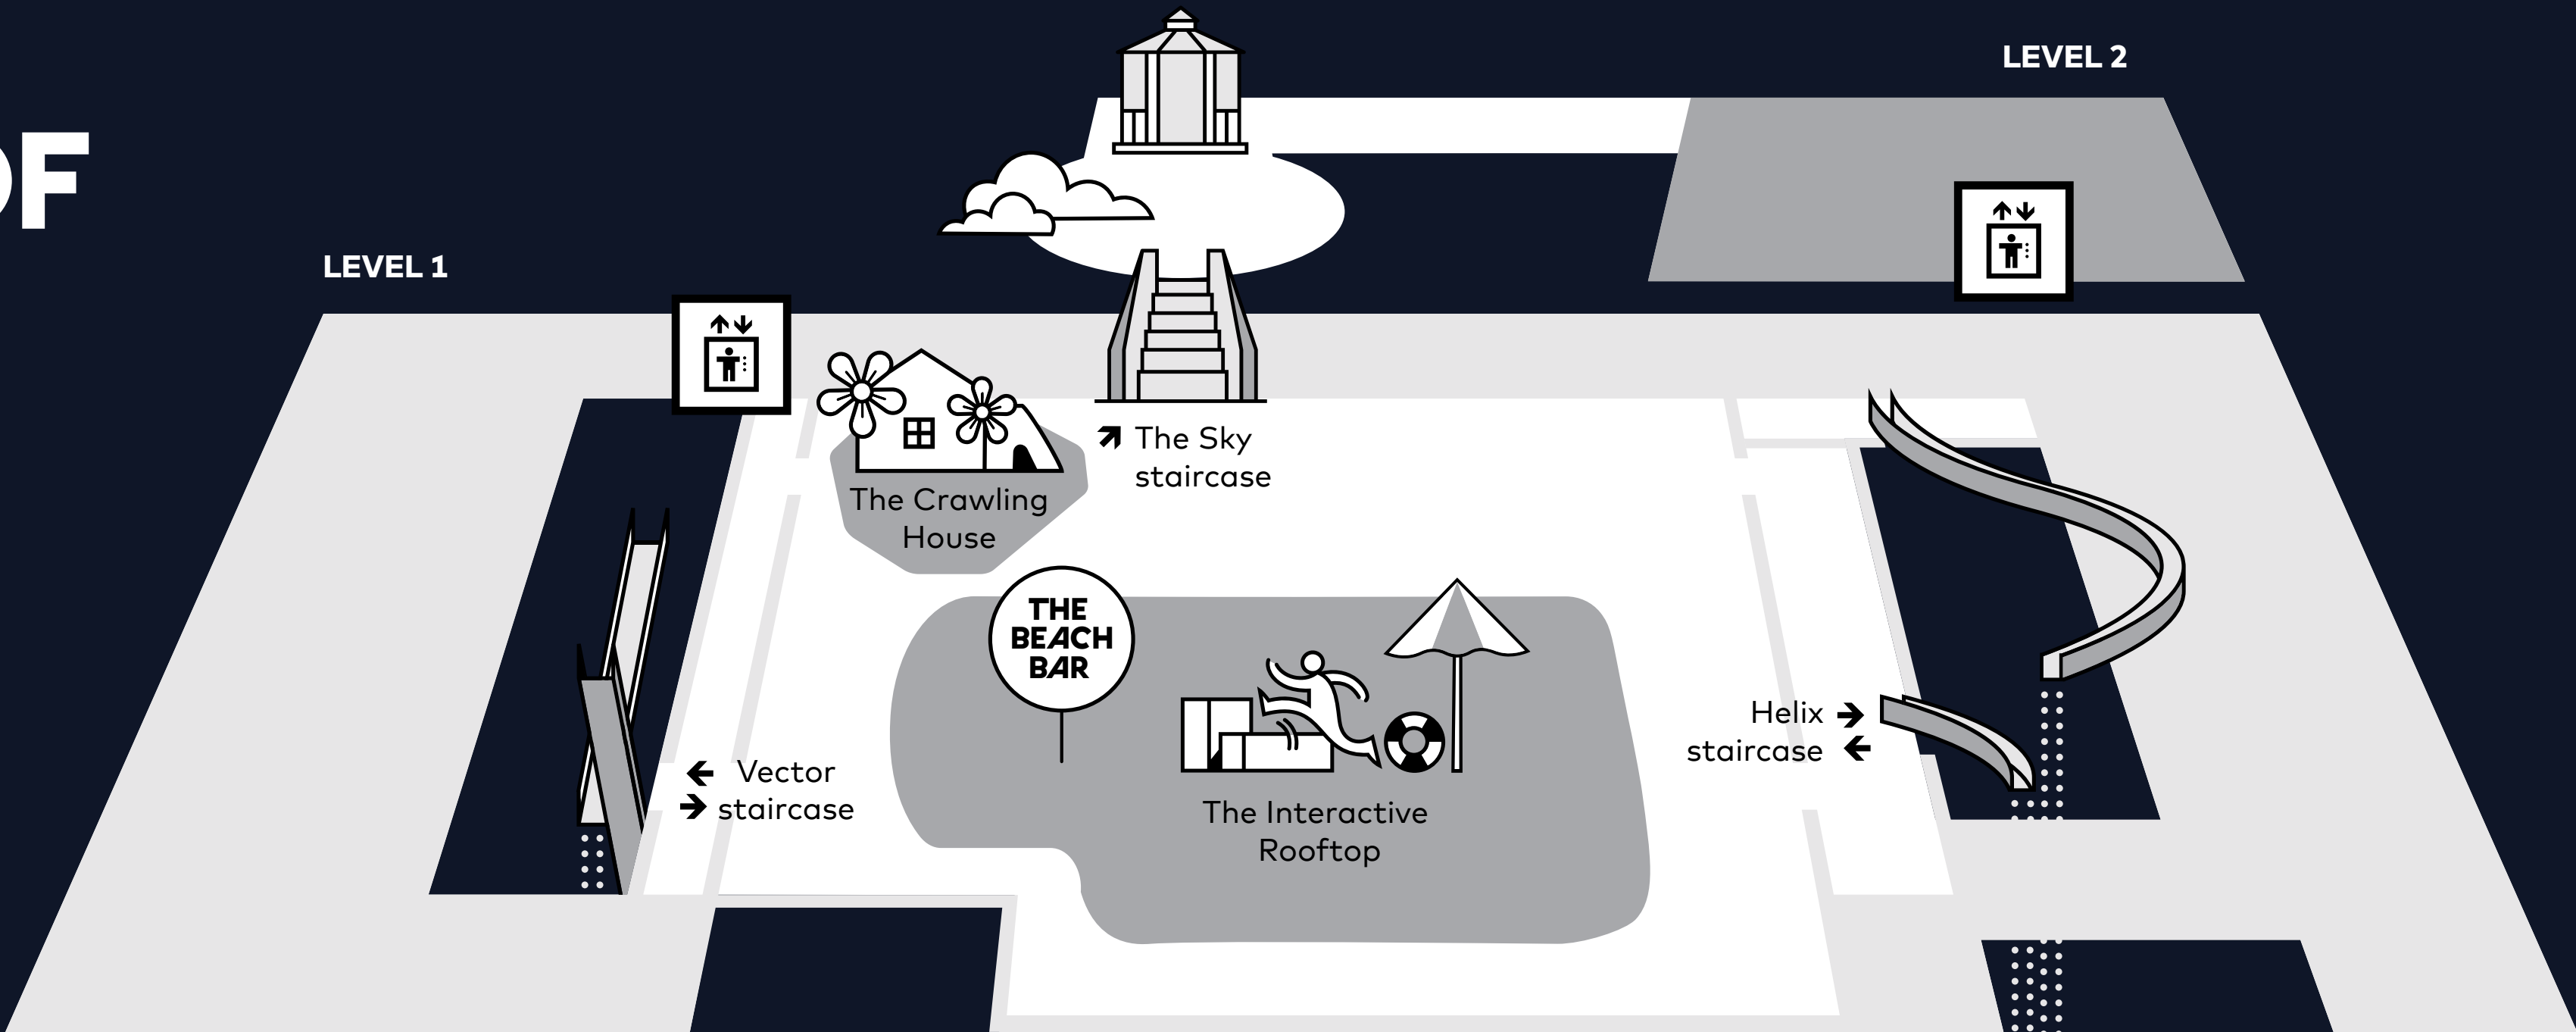 OF
LEVEL 2
LEVEL 1
The Sky
staircase
The Crawling
House
THE
BEACH
BAR
Helix
staircase
Vector
staircase
The Interactive
Rooftop